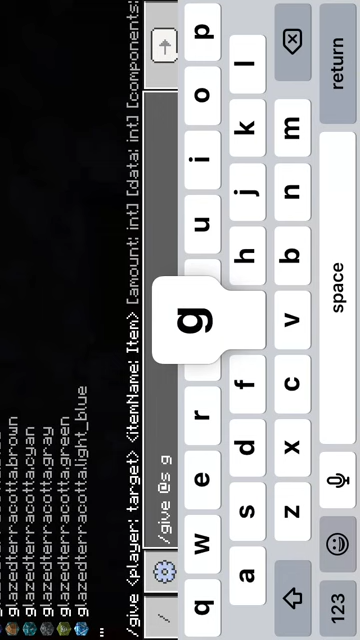 glazedterracotta.brown
glazedterracotta.cyan
glazedterracotta.gray
glazedterracotta.green
glazedterracotta.light_blue
...
/give <player: target> <itemName: Item> [amount: int] [data: int] [components:
/
/give @s g
q w e r u i o p
a s d f g h j k l
z x c v b n m
123 space return